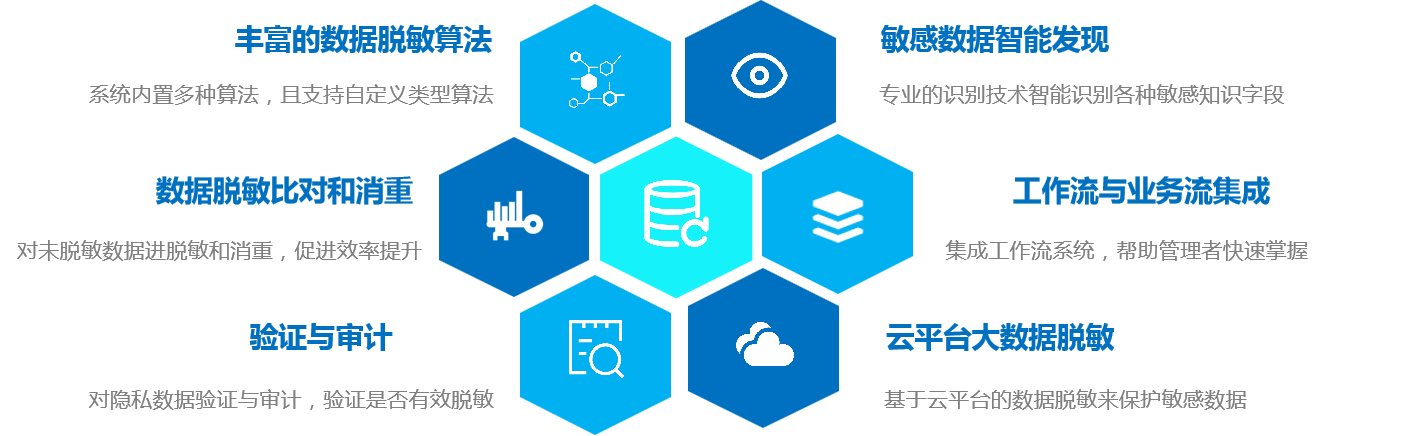 丰富的数据脱敏算法
系统内置多种算法，且支持自定义类型算法
敏感数据智能发现
专业的识别技术智能识别各种敏感知识字段
数据脱敏比对和消重
对未脱敏数据进脱敏和消重，促进效率提升
工作流与业务流集成
集成工作流系统，帮助管理者快速掌握
验证与审计
对隐私数据验证与审计，验证是否有效脱敏
云平台大数据脱敏
基于云平台的数据脱敏来保护敏感数据